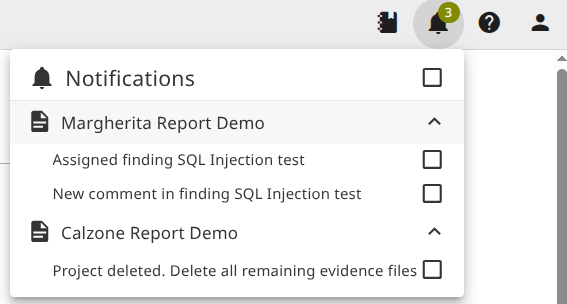 3
Notifications
Margherita Report Demo
Assigned finding SQL Injection test
New comment in finding SQL Injection test
Calzone Report Demo
Project deleted. Delete all remaining evidence files